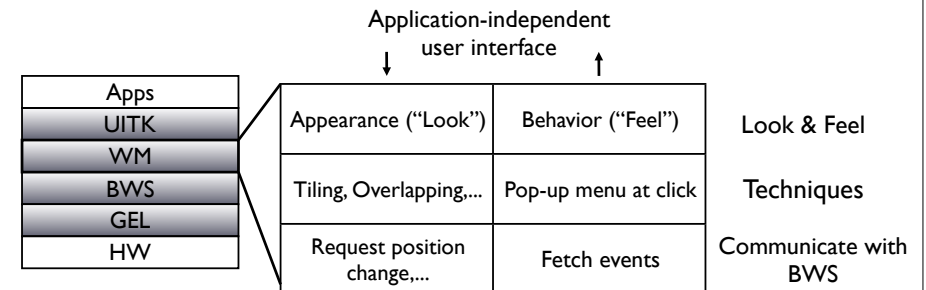 Application-independent
user interface
Apps
UITK
WM
BWS
GEL
HW
Appearance (“Look”)
Behavior (“Feel”)
Look & Feel
Tiling, Overlapping,...
Pop-up menu at click
Techniques
Request position
change,...
Fetch events
Communicate with
BWS